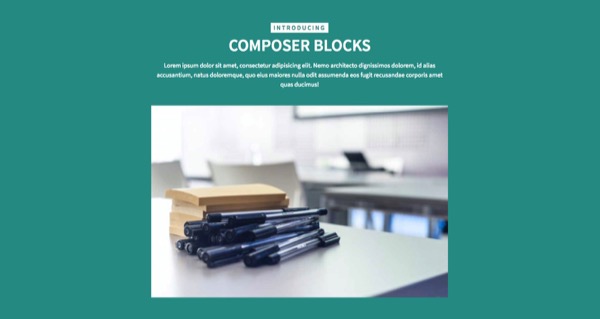 INTRODUCING
COMPOSER BLOCKS
Lorem ipsum dolor sit amet, consectetur adipisicing elit. Nemo architecto dignissimos dolorem, id alias
accusantium, natus doloremque, quo eius maiores nulla odit assumenda eos fugit recusandae corporis amet
quas ducimus!